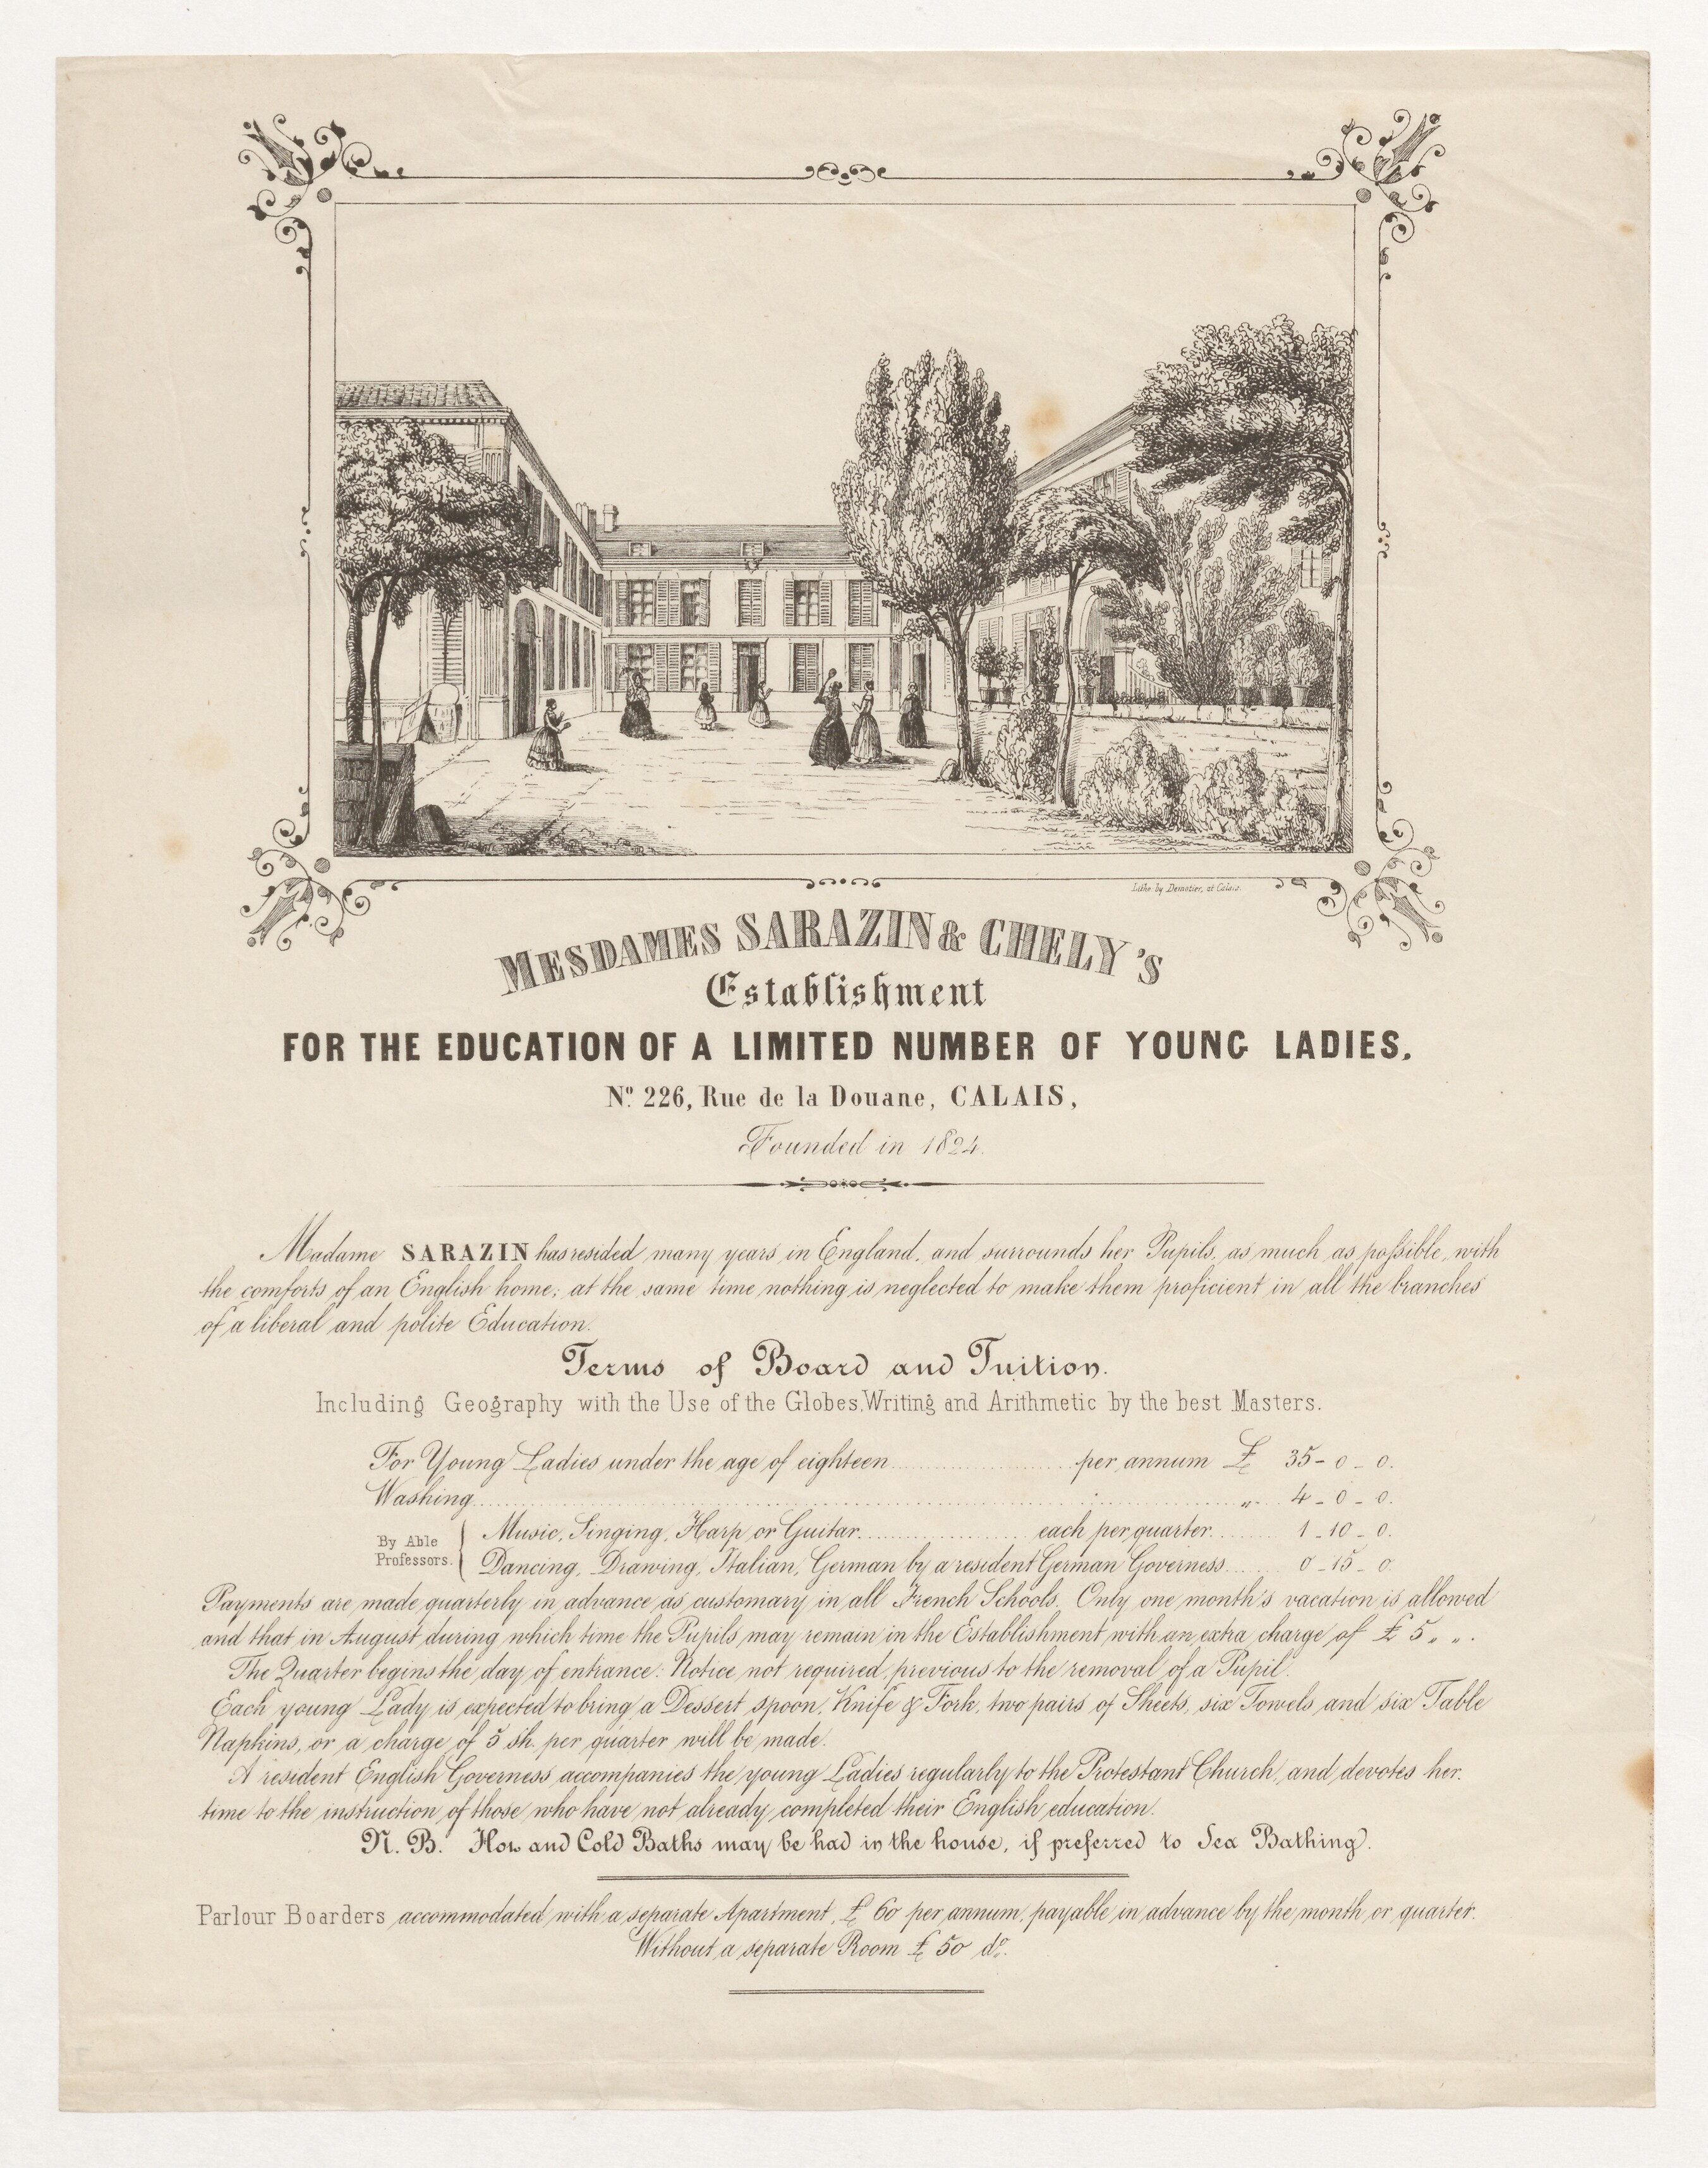 Litho. by Demotier, at Calais.
MESDAMES SARAZIN & CHELY'S
Establishment
FOR THE EDUCATION OF A LIMITED NUMBER OF YOUNG LADIES.
Nº 226, Rue de la Douane, CALAIS,
Founded in 1824.
Madame SARAZIN has resided many years in England, and surrounds her Pupils, as much as possible, with
the comforts of an English home; at the same time nothing is neglected to make them proficient in all the branches
of a liberal and polite Education.
Terms of Board and Tuition.
Including Geography with the Use of the Globes, Writing and Arithmetic by the best Masters.
For Young Ladies under the age of eighteen.................... per annum £ 35 - 0 - 0.
Washing.................... " .... 4 - 0 - 0.
By Able Professors. { Music, Singing, Harp or Guitar.................... each per quarter....... 1 - 10 - 0.
Dancing, Drawing, Italian, German by a resident German Governess....... 0 - 15 - 0
Payments are made quarterly in advance as customary in all French Schools. Only one month's vacation is allowed
and that in August during which time the Pupils may remain in the Establishment with an extra charge of £ 5 " ".
The Quarter begins the day of entrance: Notice not required previous to the removal of a Pupil.
Each young Lady is expected to bring a Dessert spoon, Knife & Fork, two pairs of Sheets, six Towels and six Table
Napkins, or a charge of 5 Sh. per quarter will be made.
A resident English Governess accompanies the young Ladies regularly to the Protestant Church, and devotes her
time to the instruction of those who have not already completed their English education.
N. B. Hot and Cold Baths may be had in the house, if preferred to Sea Bathing.
Parlour Boarders accommodated with a separate Apartment, £ 60 per annum, payable in advance by the month or quarter.
Without a separate Room £ 50 dº.